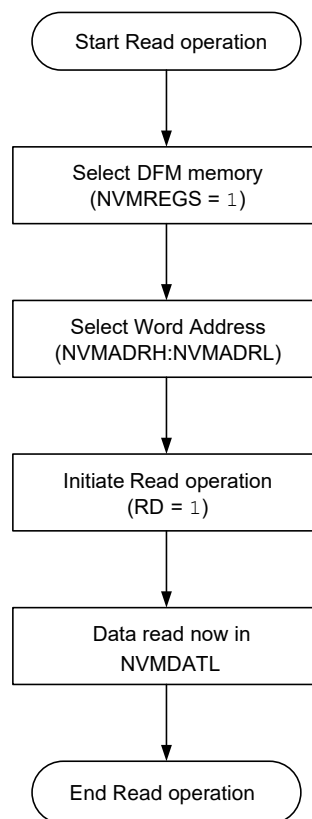 Start Read operation
Select DFM memory
(NVMREGS = 1)
Select Word Address
(NVMADRH:NVMADRL)
Initiate Read operation
(RD = 1)
Data read now in
NVMDATL
End Read operation